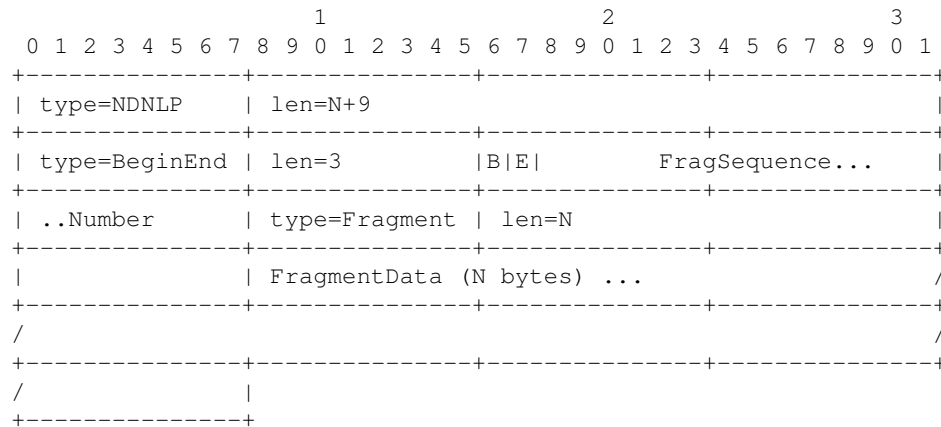 1                   2                   3
 0 1 2 3 4 5 6 7 8 9 0 1 2 3 4 5 6 7 8 9 0 1 2 3 4 5 6 7 8 9 0 1
+---------------+---------------+---------------+---------------+
| type=NDNLP    | len=N+9                                       |
+---------------+---------------+---------------+---------------+
| type=BeginEnd | len=3         |B|E|        FragSequence...    |
+---------------+---------------+---------------+---------------+
| ..Number      | type=Fragment | len=N                         |
+---------------+---------------+---------------+---------------+
|               | FragmentData (N bytes) ...                    /
+---------------+---------------+---------------+---------------+
/                                                               /
+---------------+---------------+---------------+---------------+
/               |
+---------------+